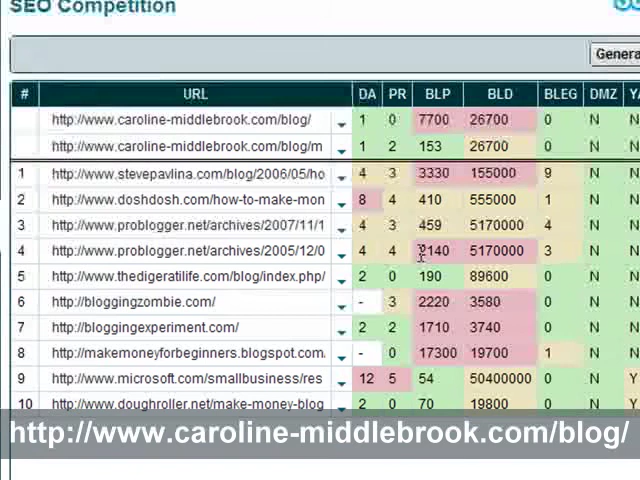 SEO Competition
Genera
# URL DA PR BLP BLD BLEG DMZ YA
http://www.caroline-middlebrook.com/blog/ 1 0 7700 26700 0 N N
http://www.caroline-middlebrook.com/blog/m 1 2 153 26700 0 N N
1 http://www.stevepavlina.com/blog/2006/05/ho 4 3 3330 155000 9 N N
2 http://www.doshdosh.com/how-to-make-mon 8 4 410 555000 1 N N
3 http://www.problogger.net/archives/2007/11/1 4 3 459 5170000 4 N N
4 http://www.problogger.net/archives/2005/12/0 4 4 140 5170000 3 N N
5 http://www.thedigeratilife.com/blog/index.php/ 2 0 190 89600 0 N N
6 http://bloggingzombie.com/ - 3 2220 3580 0 N N
7 http://bloggingexperiment.com/ 2 2 1710 3740 0 N N
8 http://makemoneyforbeginners.blogspot.com, - 0 17300 19700 1 N N
9 http://www.microsoft.com/smallbusiness/res 12 5 54 50400000 0 N Y
10 http://www.doughroller.net/make-money-blog 2 0 70 19800 0 N N
http://www.caroline-middlebrook.com/blog/